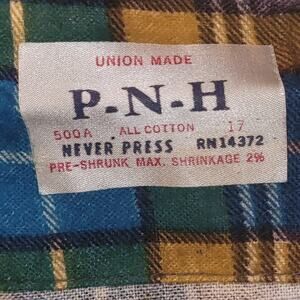 UNION MADE
P-N-H
500A ALL COTTON 17
NEVER PRESS RN14372
PRE-SHRUNK MAX. SHRINKAGE 2%